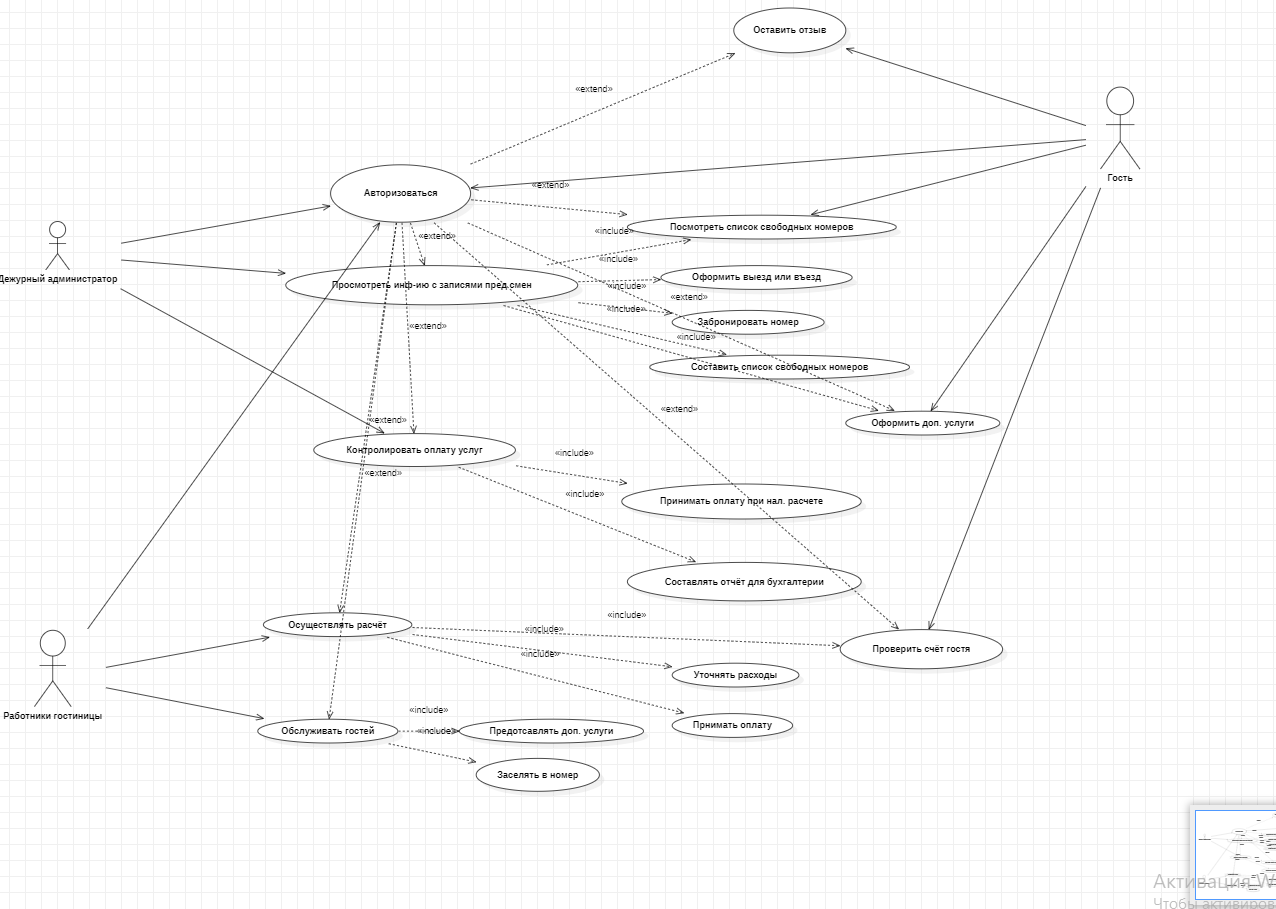 Оставить отзыв
«extend»
Гость
Авторизоваться
«extend»
Посмотреть список свободных номеров
«include»
«extend»
«include»
Дежурный администратор
Просмотреть инф-ию с записями пред.смен
Оформить выезд или въезд
«include»
«extend»
«include»
Забронировать номер
«extend»
«include»
Составить список свободных номеров
«extend»
«extend»
Оформить доп. услуги
Контролировать оплату услуг
«include»
«extend»
«include»
Принимать оплату при нал. расчете
Составлять отчёт для бухгалтерии
«include»
Осуществлять расчёт
«include»
Проверить счёт гостя
«include»
Уточнять расходы
Работники гостиницы
«include»
Прнимать оплату
Обслуживать гостей
«include»
Предотсавлять доп. услуги
Заселять в номер
Активация W
Чтобы активиров